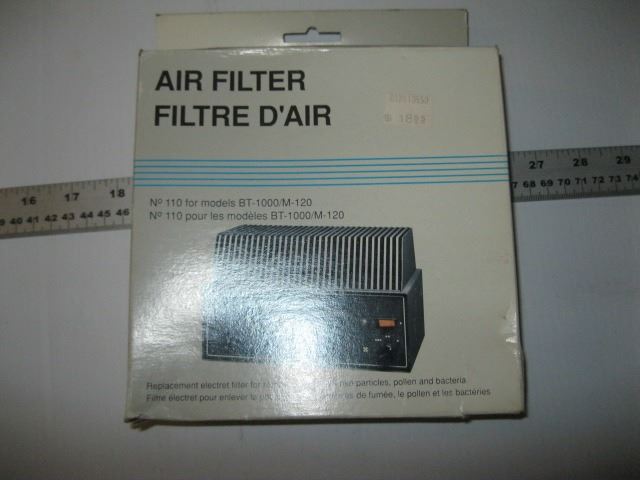 AIR FILTER
FILTRE D'AIR
18
Nº 110 for models BT-1000/M-120
Nº 110 pour les modèles BT-1000/M-120
Replacement electret filter for particles, pollen and bacteria
Filtre électret pour enlever la de fumée, le pollen et les bactéries
16 17 18
40 41 42 43 44 45 46
27 28 29
68 69 70 71 72 73 74